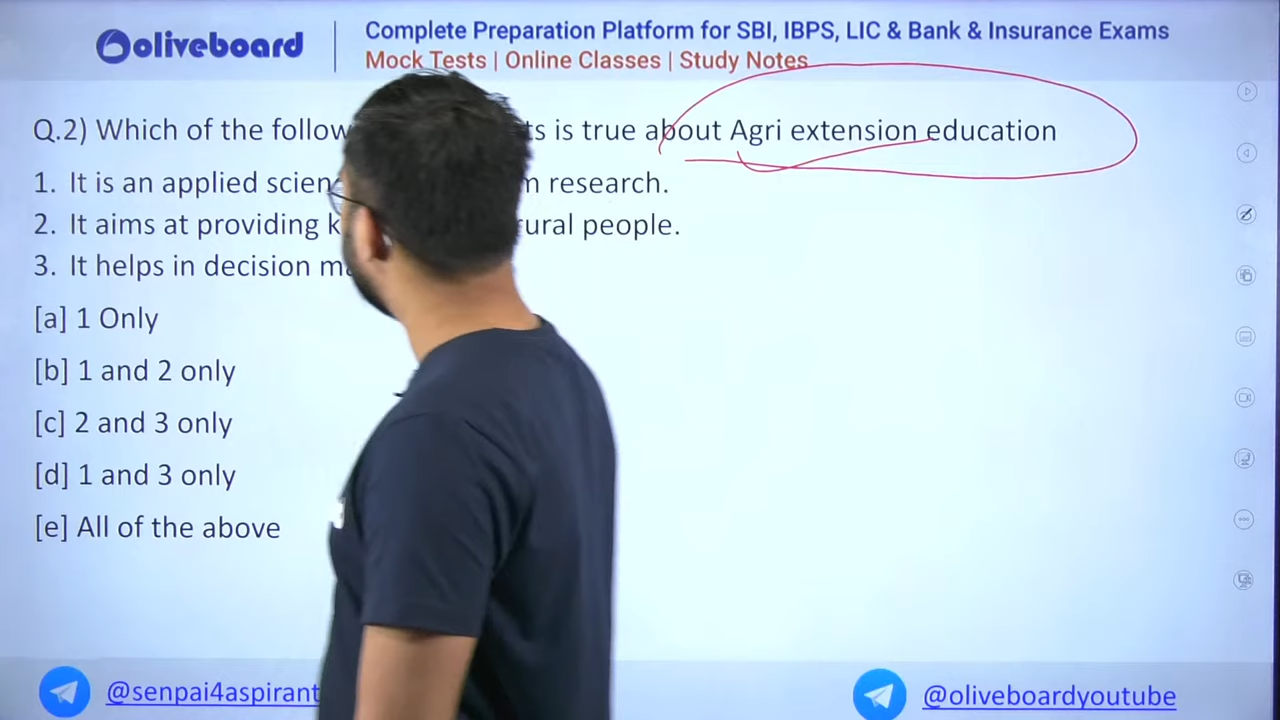 oliveboard
Complete Preparation Platform for SBI, IBPS, LIC & Bank & Insurance Exams
Mock Tests | Online Classes | Study Notes
Q.2) Which of the follow ts is true about Agri extension education
1. It is an applied scien m research.
2. It aims at providing k ural people.
3. It helps in decision ma
[a] 1 Only
[b] 1 and 2 only
[c] 2 and 3 only
[d] 1 and 3 only
[e] All of the above
@senpai4aspirant
@oliveboardyoutube